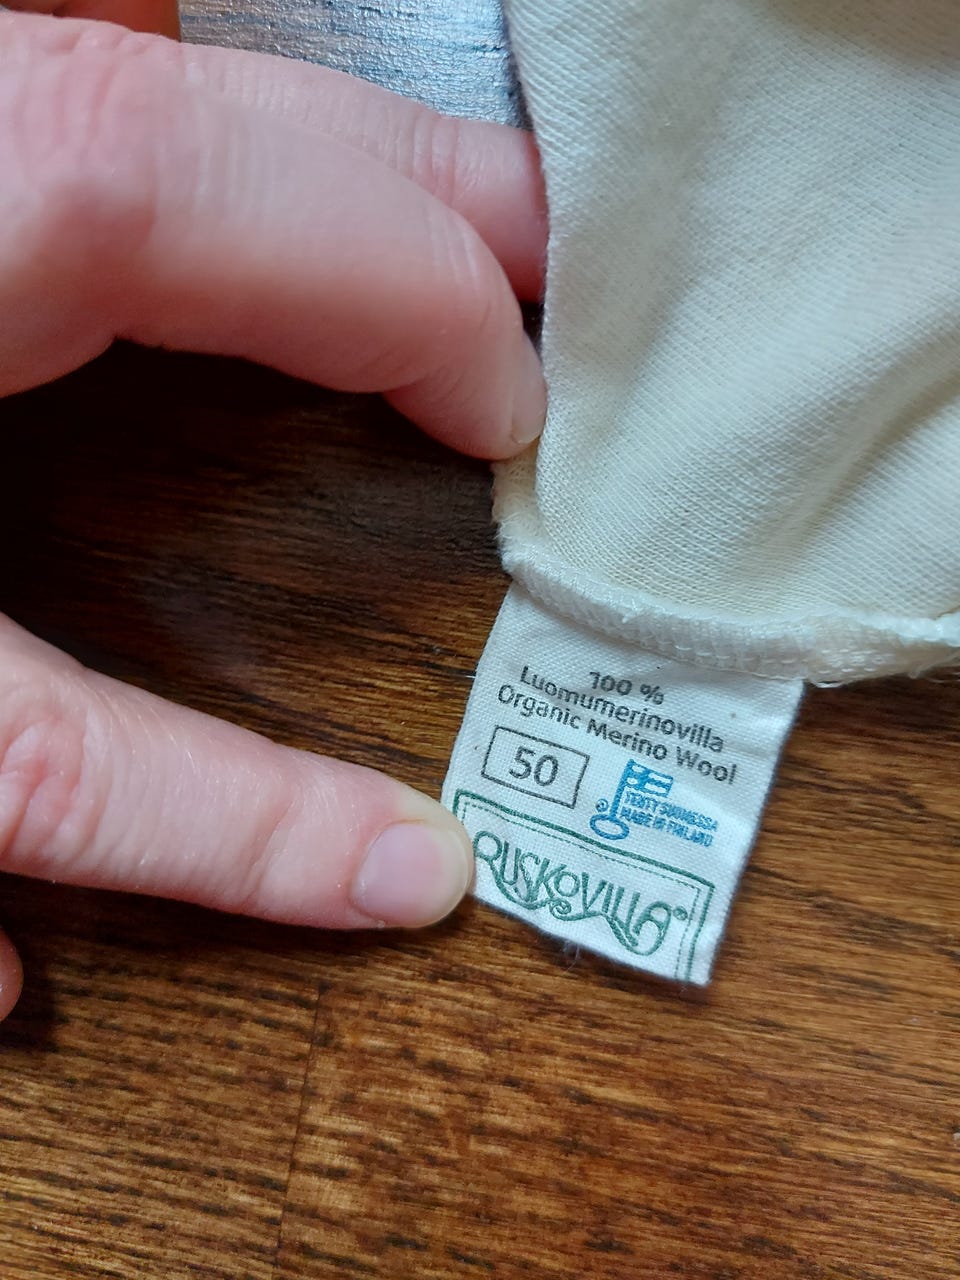 100 %
Luomumerinovilla
Organic Merino Wool
50
TEHTY SUOMESSA
MADE IN FINLAND
RUSKOVILLA®